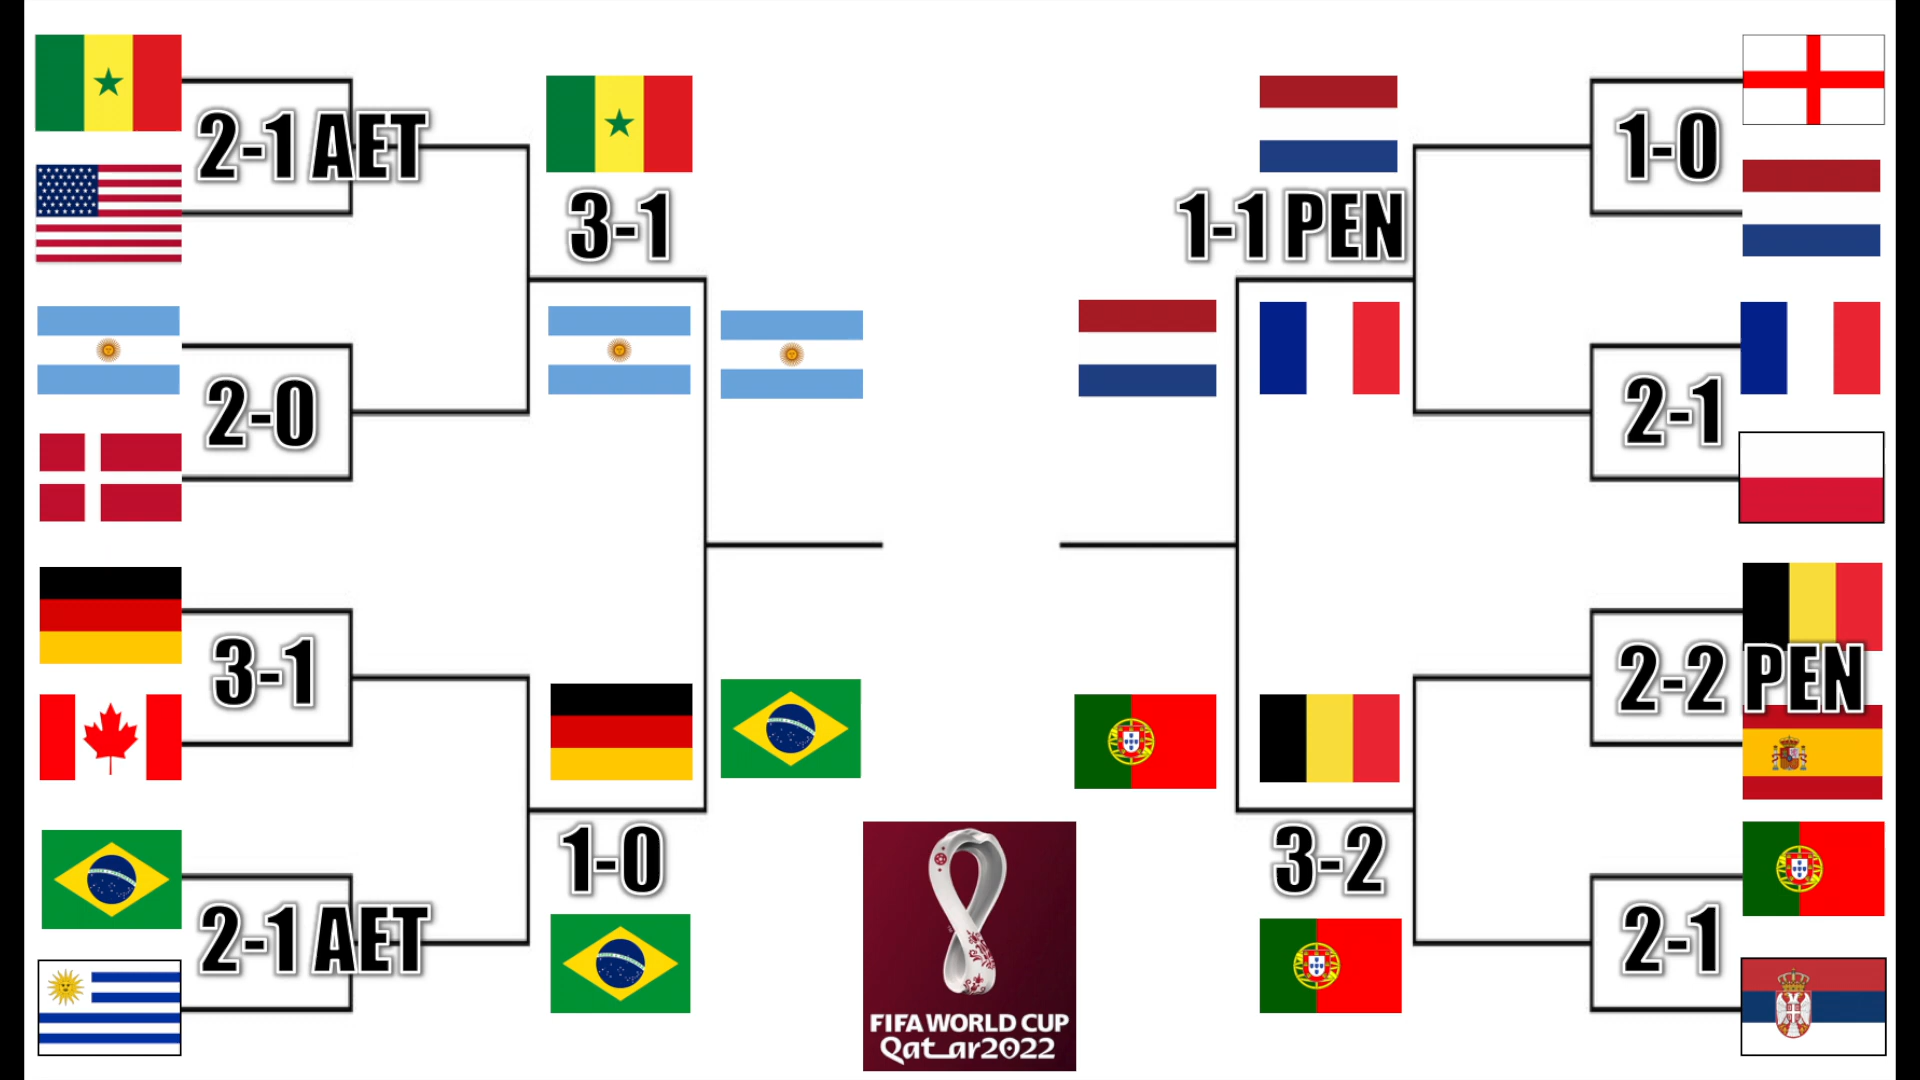 2-1 AET
3-1
2-0
3-1
1-0
2-1 AET
1-1 PEN
1-0
2-1
2-2 PEN
3-2
2-1
FIFA WORLD CUP
Qatar2022